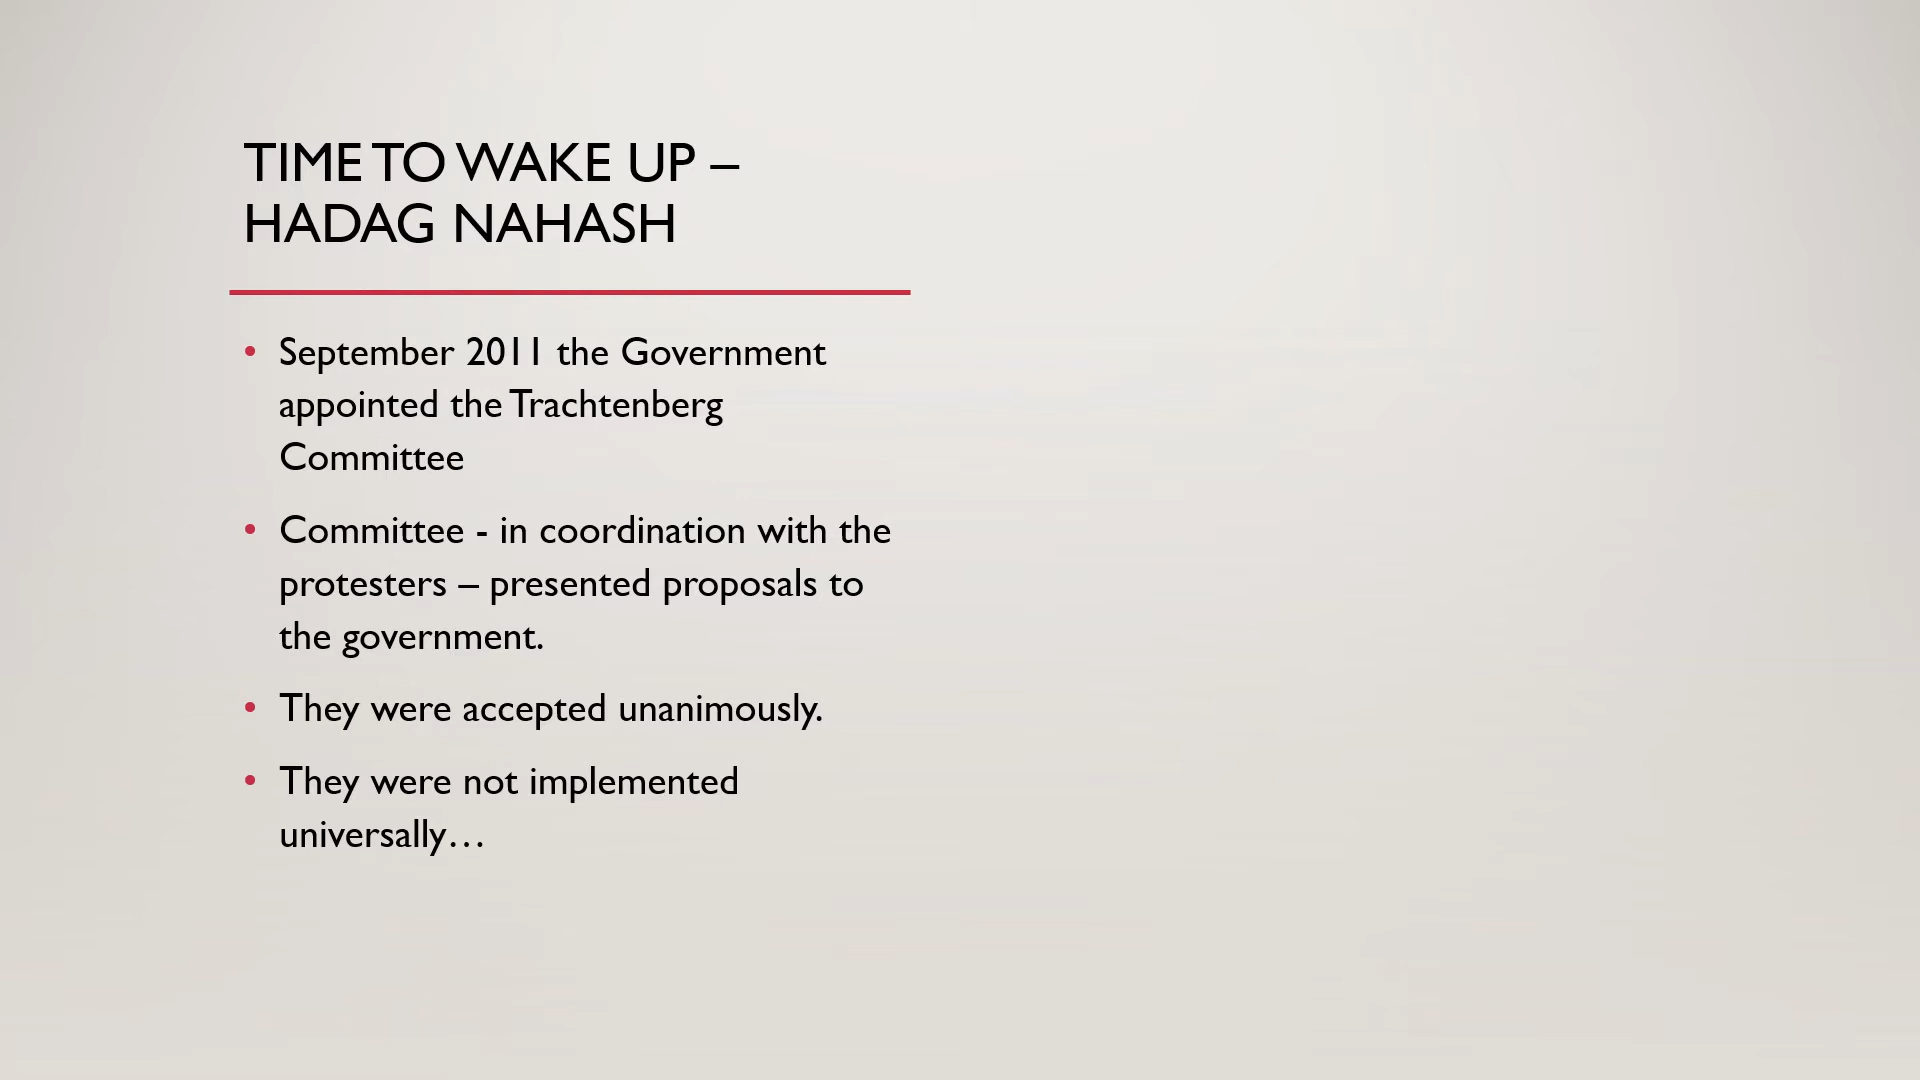 TIME TO WAKE UP –
HADAG NAHASH
• September 2011 the Government
appointed the Trachtenberg
Committee
• Committee - in coordination with the
protesters – presented proposals to
the government.
• They were accepted unanimously.
• They were not implemented
universally…